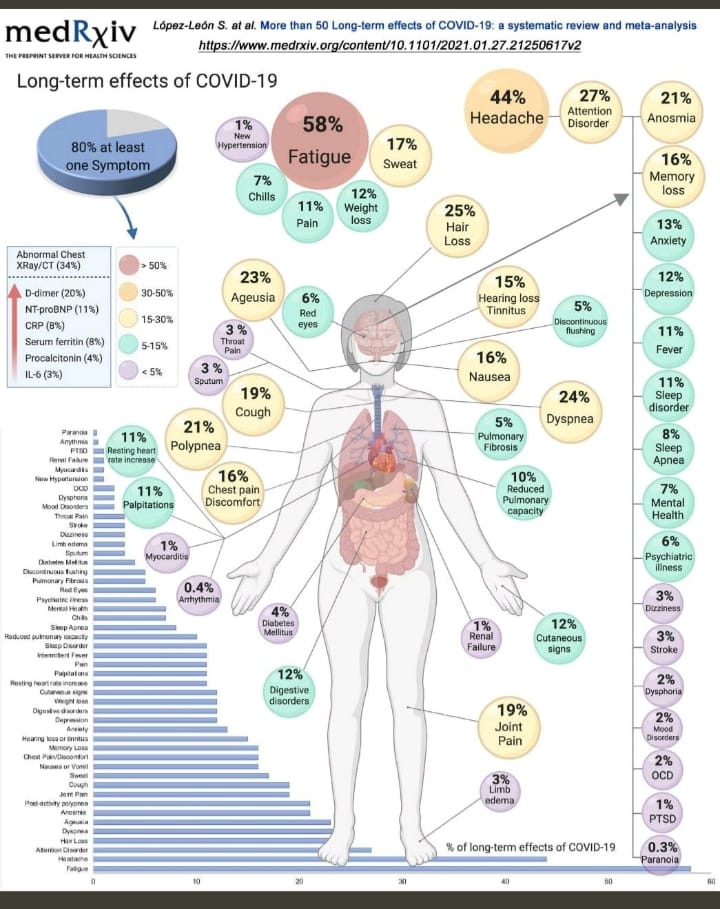 medRxiv
THE PREPRINT SERVER FOR HEALTH SCIENCES
López-León S. at al. More than 50 Long-term effects of COVID-19: a systematic review and meta-analysis
https://www.medrxiv.org/content/10.1101/2021.01.27.21250617v2
Long-term effects of COVID-19
80% at least
one Symptom
Abnormal Chest
XRay/CT (34%)
D-dimer (20%)
NT-proBNP (11%)
CRP (8%)
Serum ferritin (8%)
Procalcitonin (4%)
IL-6 (3%)
> 50%
30-50%
15-30%
5-15%
< 5%
1%
New
Hypertension
58%
Fatigue
17%
Sweat
7%
Chills
11%
Pain
12%
Weight
loss
44%
Headache
27%
Attention
Disorder
21%
Anosmia
16%
Memory
loss
13%
Anxiety
12%
Depression
11%
Fever
11%
Sleep
disorder
8%
Sleep
Apnea
7%
Mental
Health
6%
Psychiatric
illness
3%
Dizziness
3%
Stroke
2%
Dysphoria
2%
Mood
Disorders
2%
OCD
1%
PTSD
0.3%
Paranoia
25%
Hair
Loss
23%
Ageusia
6%
Red
eyes
15%
Hearing loss
Tinnitus
5%
Discontinuous
flushing
3 %
Throat
Pain
3 %
Sputum
16%
Nausea
19%
Cough
24%
Dyspnea
21%
Polypnea
5%
Pulmonary
Fibrosis
16%
Chest pain
Discomfort
10%
Reduced
Pulmonary
capacity
11%
Resting heart
rate increase
11%
Palpitations
1%
Myocarditis
0.4%
Arrhythmia
4%
Diabetes
Mellitus
1%
Renal
Failure
12%
Cutaneous
signs
12%
Digestive
disorders
19%
Joint
Pain
3%
Limb
edema
Paranoia
Arrythmia
PTSD
Renal Failure
Myocarditis
New Hypertension
OCD
Dysphoria
Mood Disorders
Throat Pain
Stroke
Dizziness
Limb edema
Sputum
Diabetes Mellitus
Discontinuous flushing
Pulmonary Fibrosis
Red Eyes
Psychiatric illness
Mental Health
Chills
Sleep Apnea
Reduced pulmonary capacity
Sleep Disorder
Intermittent Fever
Pain
Palpitations
Resting heart rate increase
Cutaneous signs
Weight loss
Digestive disorders
Depression
Anxiety
Hearing loss or tinnitus
Memory Loss
Chest Pain/Discomfort
Nausea or Vomit
Sweat
Cough
Joint Pain
Post-activity polypnea
Anosmia
Ageusia
Dyspnea
Hair Loss
Attention Disorder
Headache
Fatigue
% of long-term effects of COVID-19
0 10 20 30 40 50 60